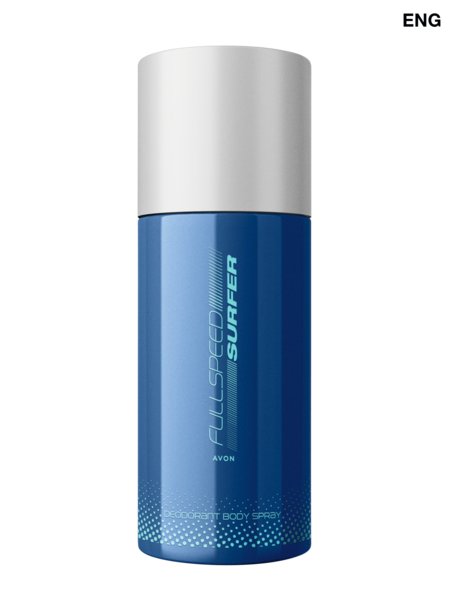 ENG
FULLSPEED
SURFER
AVON
DEODORANT BODY SPRAY